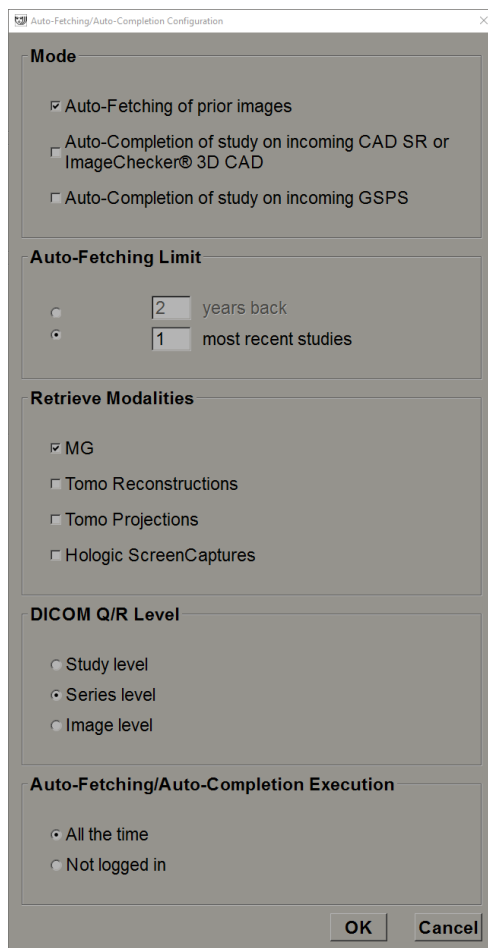 Auto-Fetching/Auto-Completion Configuration
Mode
Auto-Fetching of prior images
Auto-Completion of study on incoming CAD SR or
ImageChecker® 3D CAD
Auto-Completion of study on incoming GSPS
Auto-Fetching Limit
2 years back
1 most recent studies
Retrieve Modalities
MG
Tomo Reconstructions
Tomo Projections
Hologic ScreenCaptures
DICOM Q/R Level
Study level
Series level
Image level
Auto-Fetching/Auto-Completion Execution
All the time
Not logged in
OK Cancel